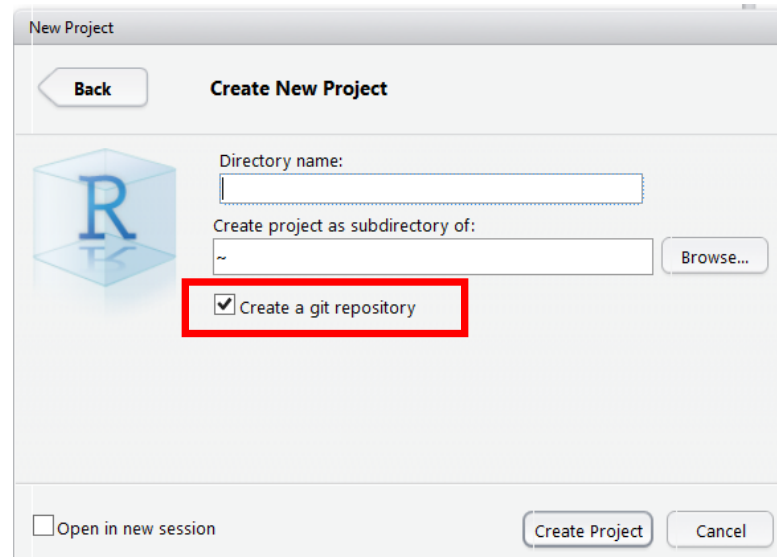 New Project
Back
Create New Project
R
Directory name:
Create project as subdirectory of:
~
Browse...
Create a git repository
Open in new session
Create Project
Cancel